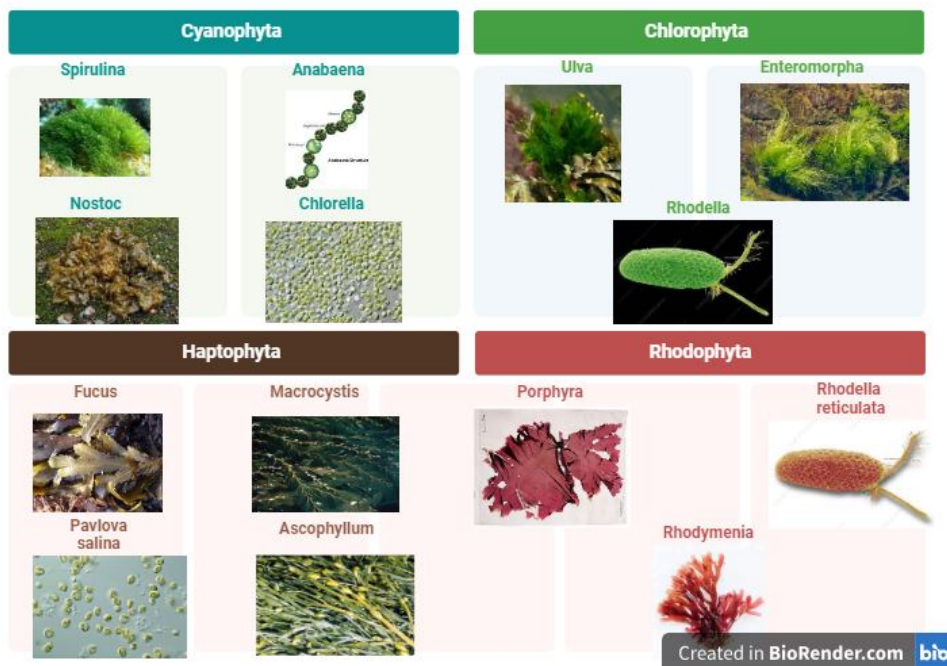 Cyanophyta
Spirulina
Anabaena
Nostoc
Chlorella
Chlorophyta
Ulva
Enteromorpha
Rhodella
Haptophyta
Fucus
Macrocystis
Pavlova
salina
Ascophyllum
Rhodophyta
Porphyra
Rhodella
reticulata
Rhodymenia
Created in BioRender.com bio